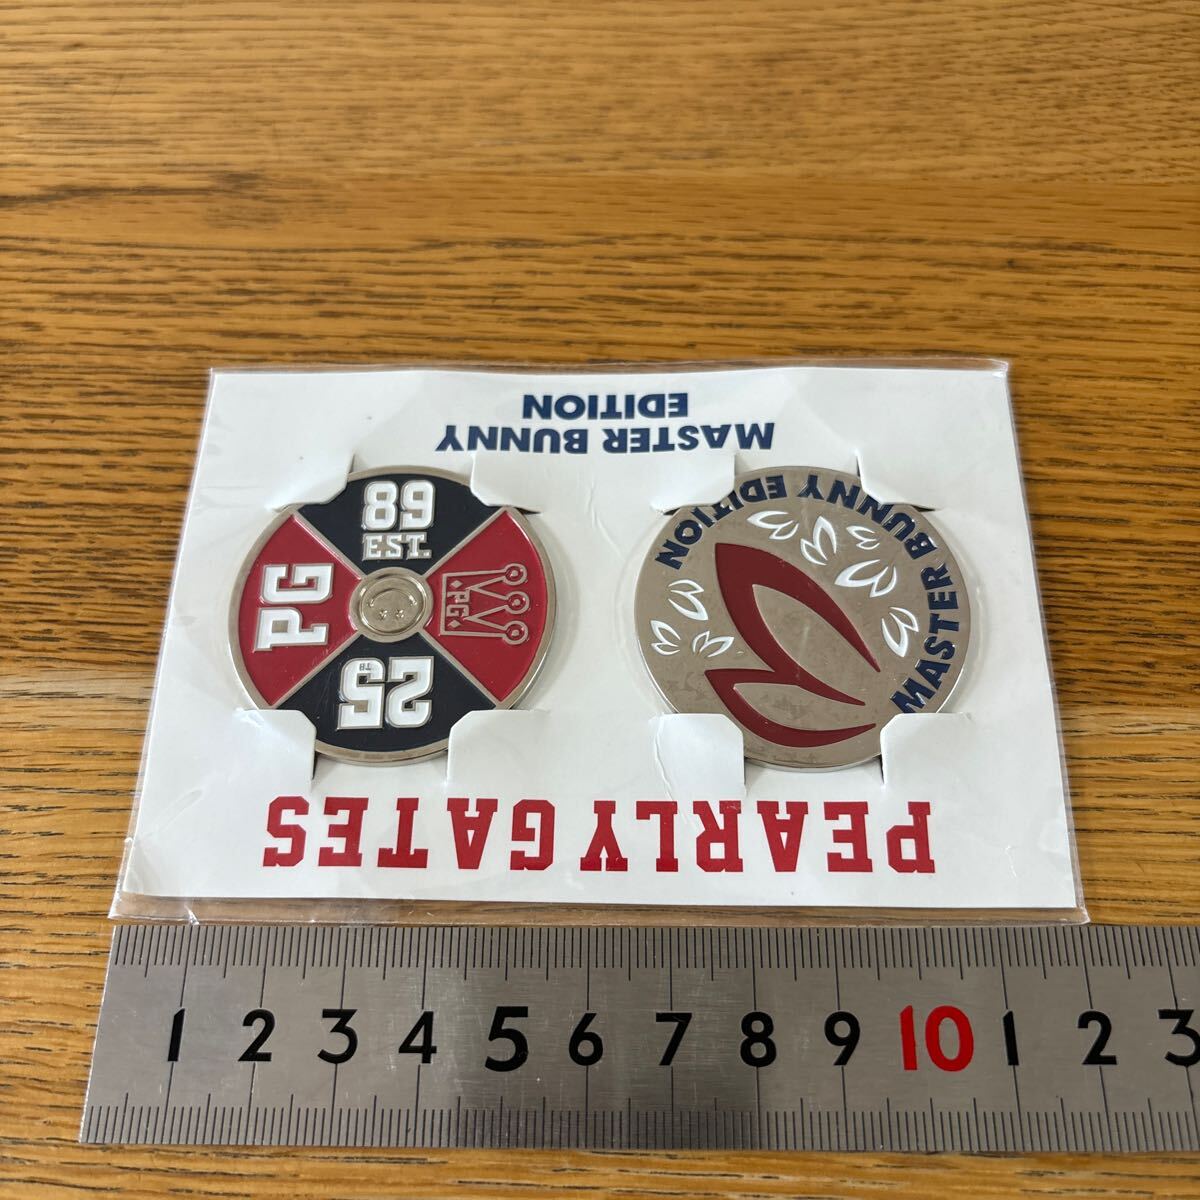 PEARLY GATES
MASTER BUNNY EDITION
25TH
PG
PG
EST.
89
MASTER BUNNY
EDITION
1 2 3 4 5 6 7 8 9 10 1 2 3